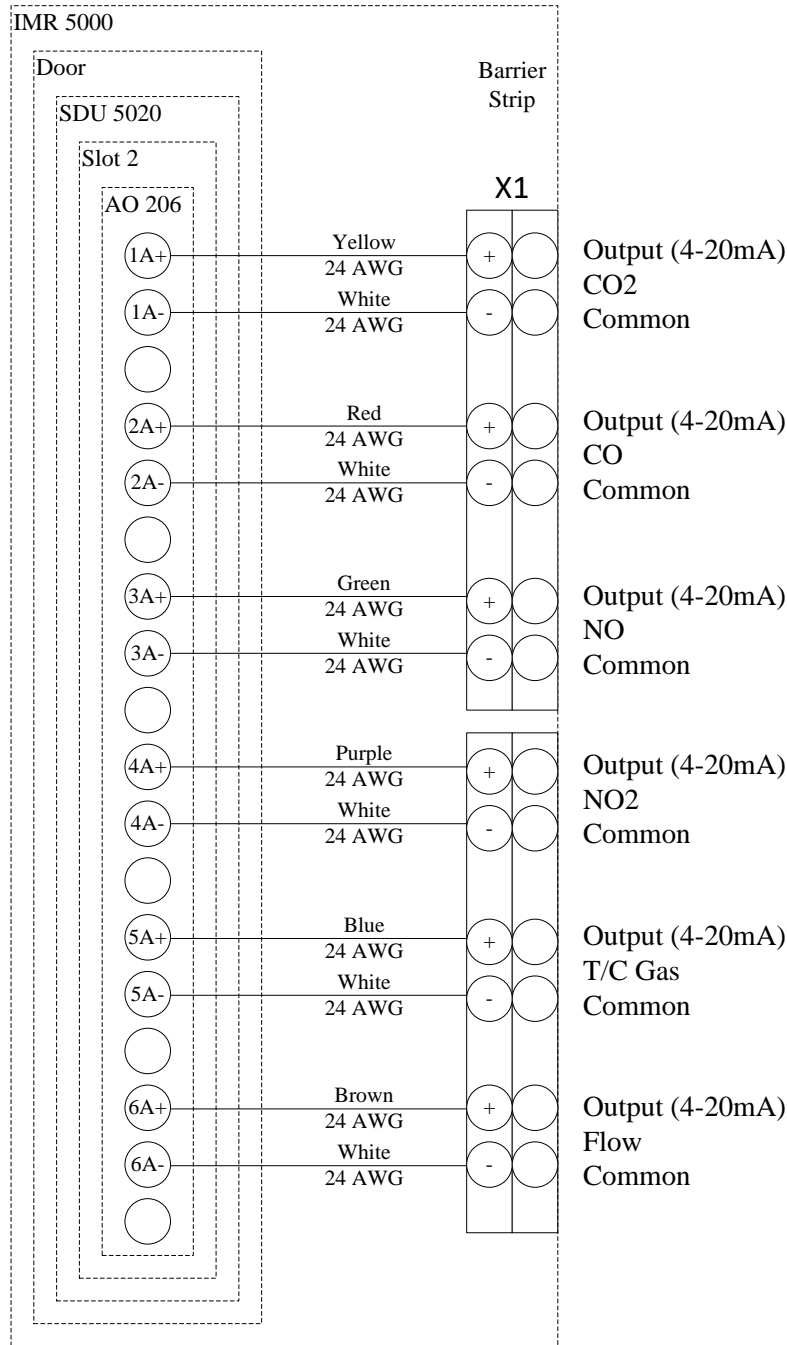 IMR 5000
Door
Barrier
Strip
SDU 5020
Slot 2
X1
AO 206
1A+
Yellow
24 AWG
+
Output (4-20mA)
CO2
1A-
White
24 AWG
-
Common
2A+
Red
24 AWG
+
Output (4-20mA)
CO
2A-
White
24 AWG
-
Common
3A+
Green
24 AWG
+
Output (4-20mA)
NO
3A-
White
24 AWG
-
Common
4A+
Purple
24 AWG
+
Output (4-20mA)
NO2
4A-
White
24 AWG
-
Common
5A+
Blue
24 AWG
+
Output (4-20mA)
T/C Gas
5A-
White
24 AWG
-
Common
6A+
Brown
24 AWG
+
Output (4-20mA)
Flow
6A-
White
24 AWG
-
Common